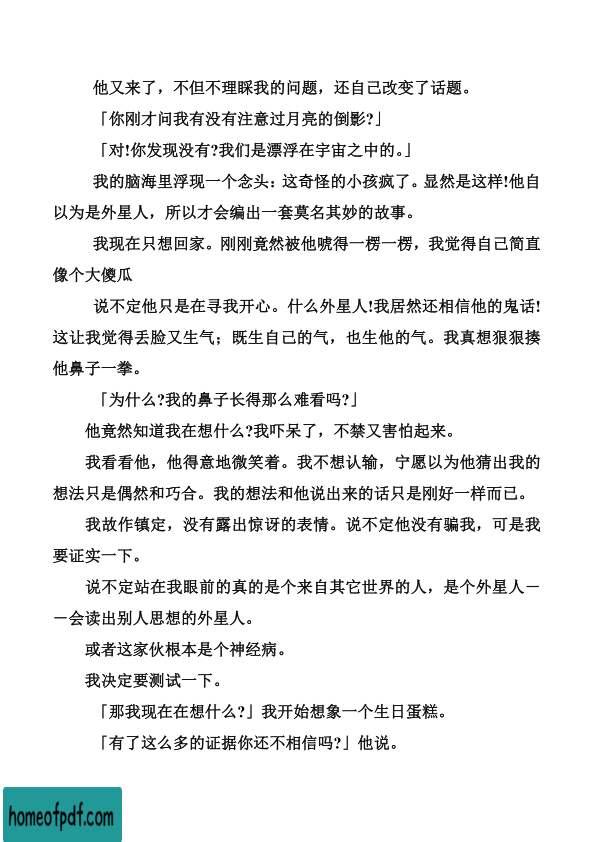 他又来了，不但不理睬我的问题，还自己改变了话题。
「你刚才问我有没有注意过月亮的倒影?」
「对!你发现没有?我们是漂浮在宇宙之中的。」
我的脑海里浮现一个念头：这奇怪的小孩疯了。显然是这样!他自
以为是外星人，所以才会编出一套莫名其妙的故事。
我现在只想回家。刚刚竟然被他唬得一楞一楞，我觉得自己简直
像个大傻瓜
说不定他只是在寻我开心。什么外星人!我居然还相信他的鬼话!
这让我觉得丢脸又生气；既生自己的气，也生他的气。我真想狠狠揍
他鼻子一拳。
「为什么?我的鼻子长得那么难看吗?」
他竟然知道我在想什么?我吓呆了，不禁又害怕起来。
我看看他，他得意地微笑着。我不想认输，宁愿以为他猜出我的
想法只是偶然和巧合。我的想法和他说出来的话只是刚好一样而已。
我故作镇定，没有露出惊讶的表情。说不定他没有骗我，可是我
要证实一下。
说不定站在我眼前的真的是个来自其它世界的人，是个外星人－
－会读出别人思想的外星人。
或者这家伙根本是个神经病。
我决定要测试一下。
「那我现在在想什么?」我开始想象一个生日蛋糕。
「有了这么多的证据你还不相信吗?」他说。
homeofpdf.com